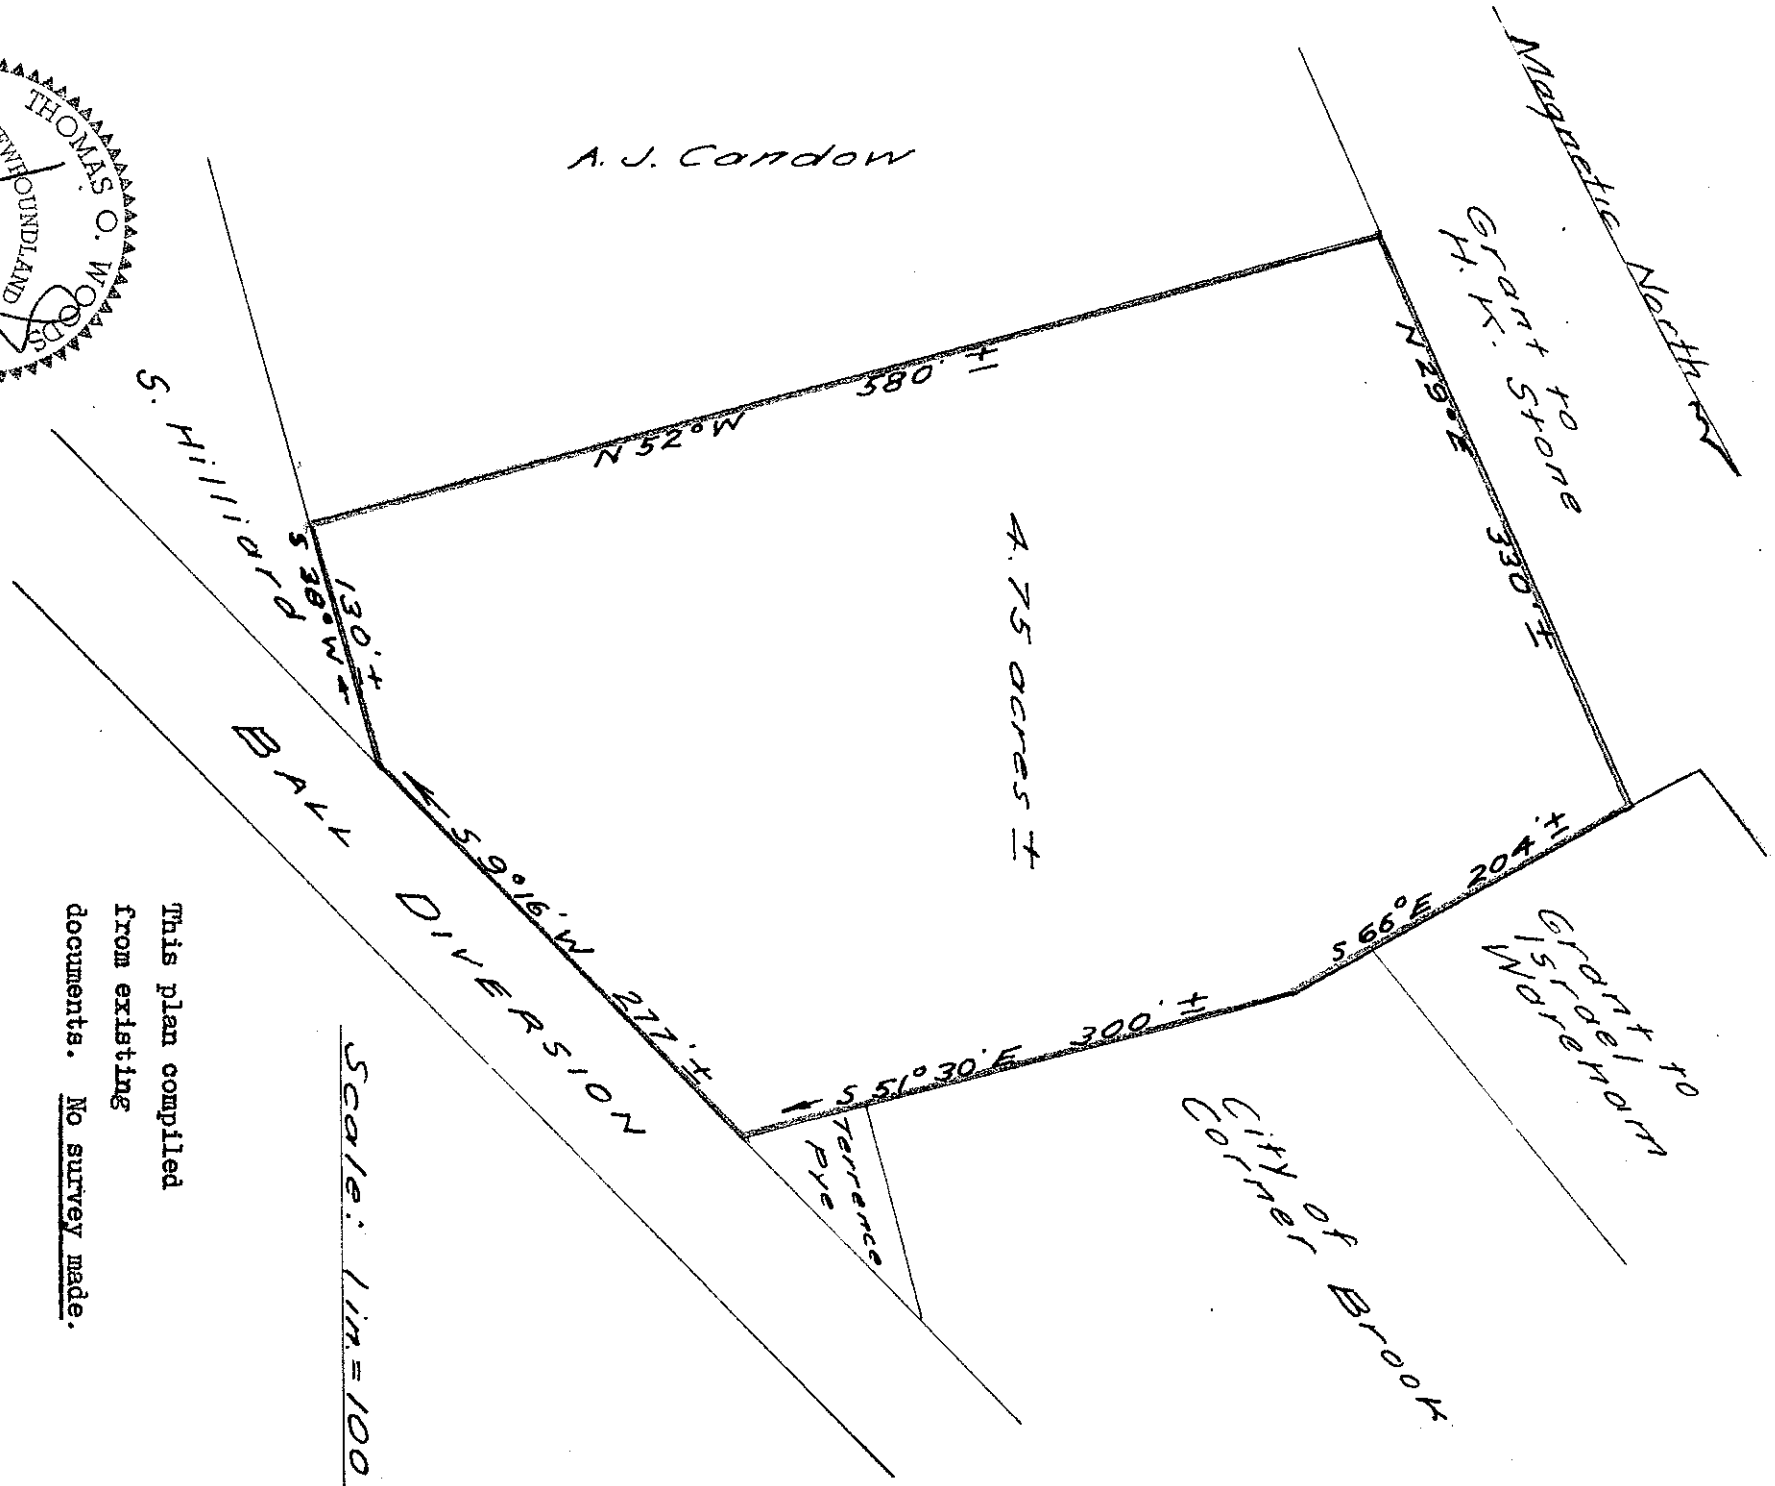 Magnetic North
Grant to
H. K. Stone
A. J. Candow
N 29° E 330' ±
N 52° W 580' ±
4.75 acres ±
204' ±
S 66° E
Grant to
Israel
Wareham
300' ±
S 51° 30' E
City of
Corner Brook
Terrence
Pye
S 9° 16' W 277' ±
130' ±
S 38° W
S. Hilliard
BALL DIVERSION
Scale: 1 in. = 100
This plan compiled
from existing
documents. No survey made.
THOMAS O. WOODS
NEWFOUNDLAND